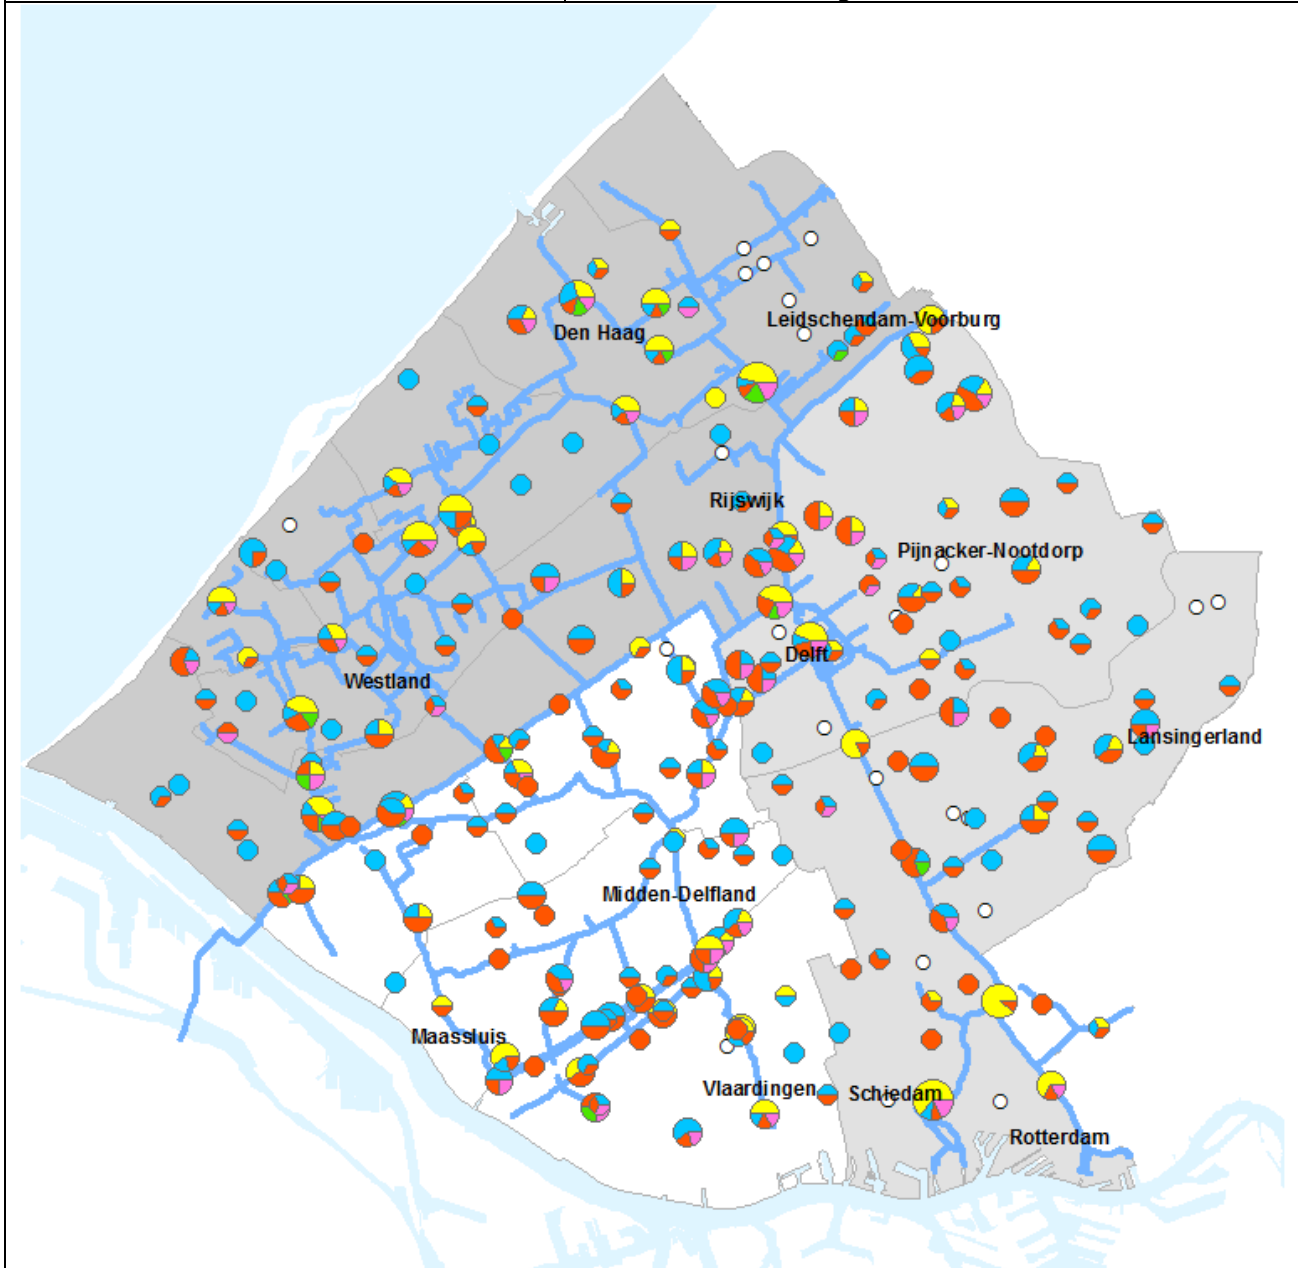 Leidschendam-Voorburg
Den Haag
Rijswijk
Pijnacker-Nootdorp
Delft
Westland
Lansingerland
Midden-Delfland
Maassluis
Vlaardingen
Schiedam
Rotterdam